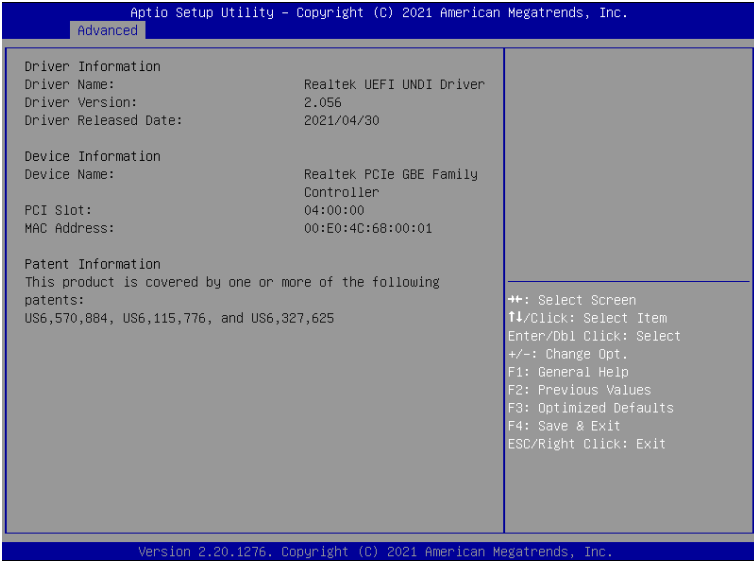 Aptio Setup Utility – Copyright (C) 2021 American Megatrends, Inc.
Advanced
Driver Information
Driver Name: Realtek UEFI UNDI Driver
Driver Version: 2.056
Driver Released Date: 2021/04/30
Device Information
Device Name: Realtek PCIe GBE Family
Controller
PCI Slot: 04:00:00
MAC Address: 00:E0:4C:68:00:01
Patent Information
This product is covered by one or more of the following
patents:
US6,570,884, US6,115,776, and US6,327,625
→←: Select Screen
↑↓/Click: Select Item
Enter/Dbl Click: Select
+/-: Change Opt.
F1: General Help
F2: Previous Values
F3: Optimized Defaults
F4: Save & Exit
ESC/Right Click: Exit
Version 2.20.1276. Copyright (C) 2021 American Megatrends, Inc.